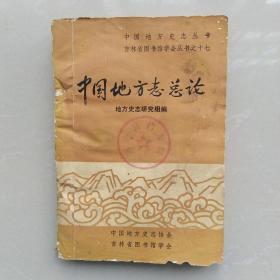 中国地方史志丛书
吉林省图书馆学会丛书之十七
中国地方志总论
地方史志研究组编
中国地方史志协会
吉林省图书馆学会